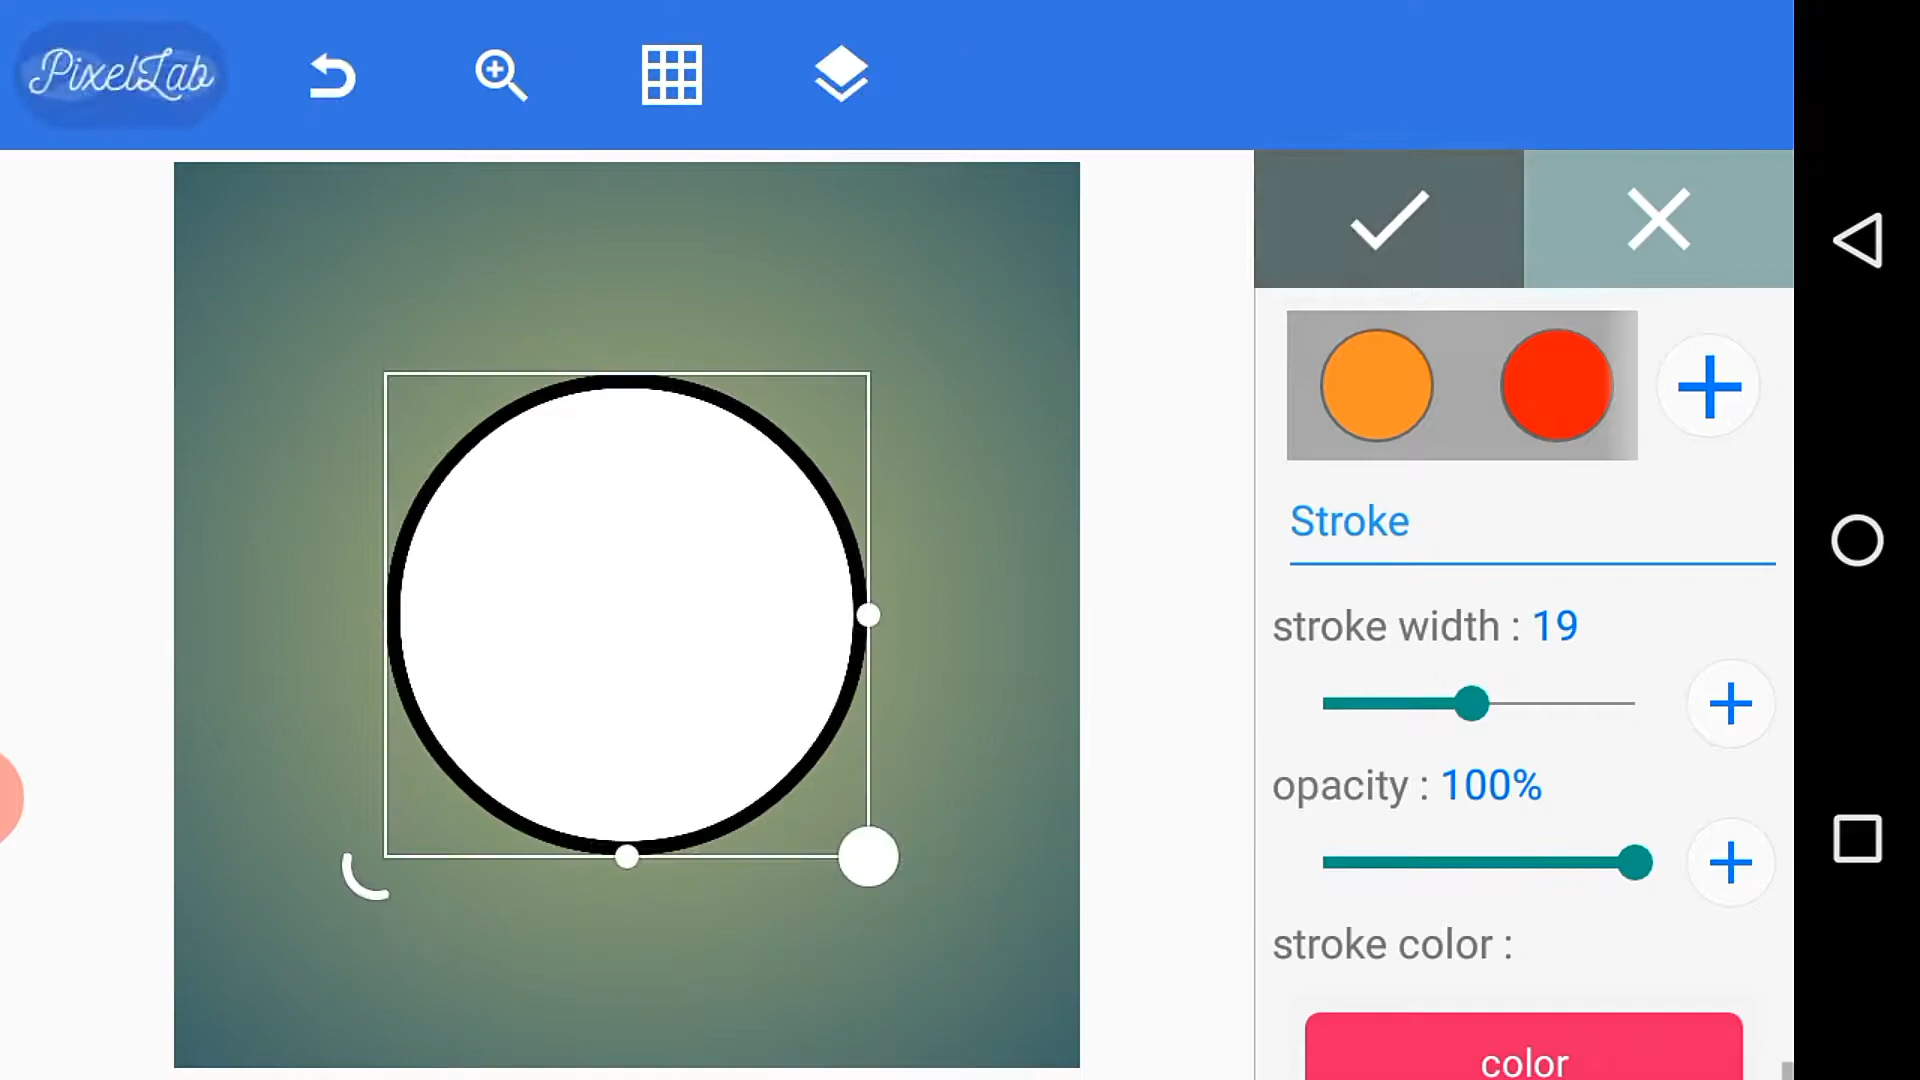 PixelLab
Stroke
stroke width : 19
opacity : 100%
stroke color :
color